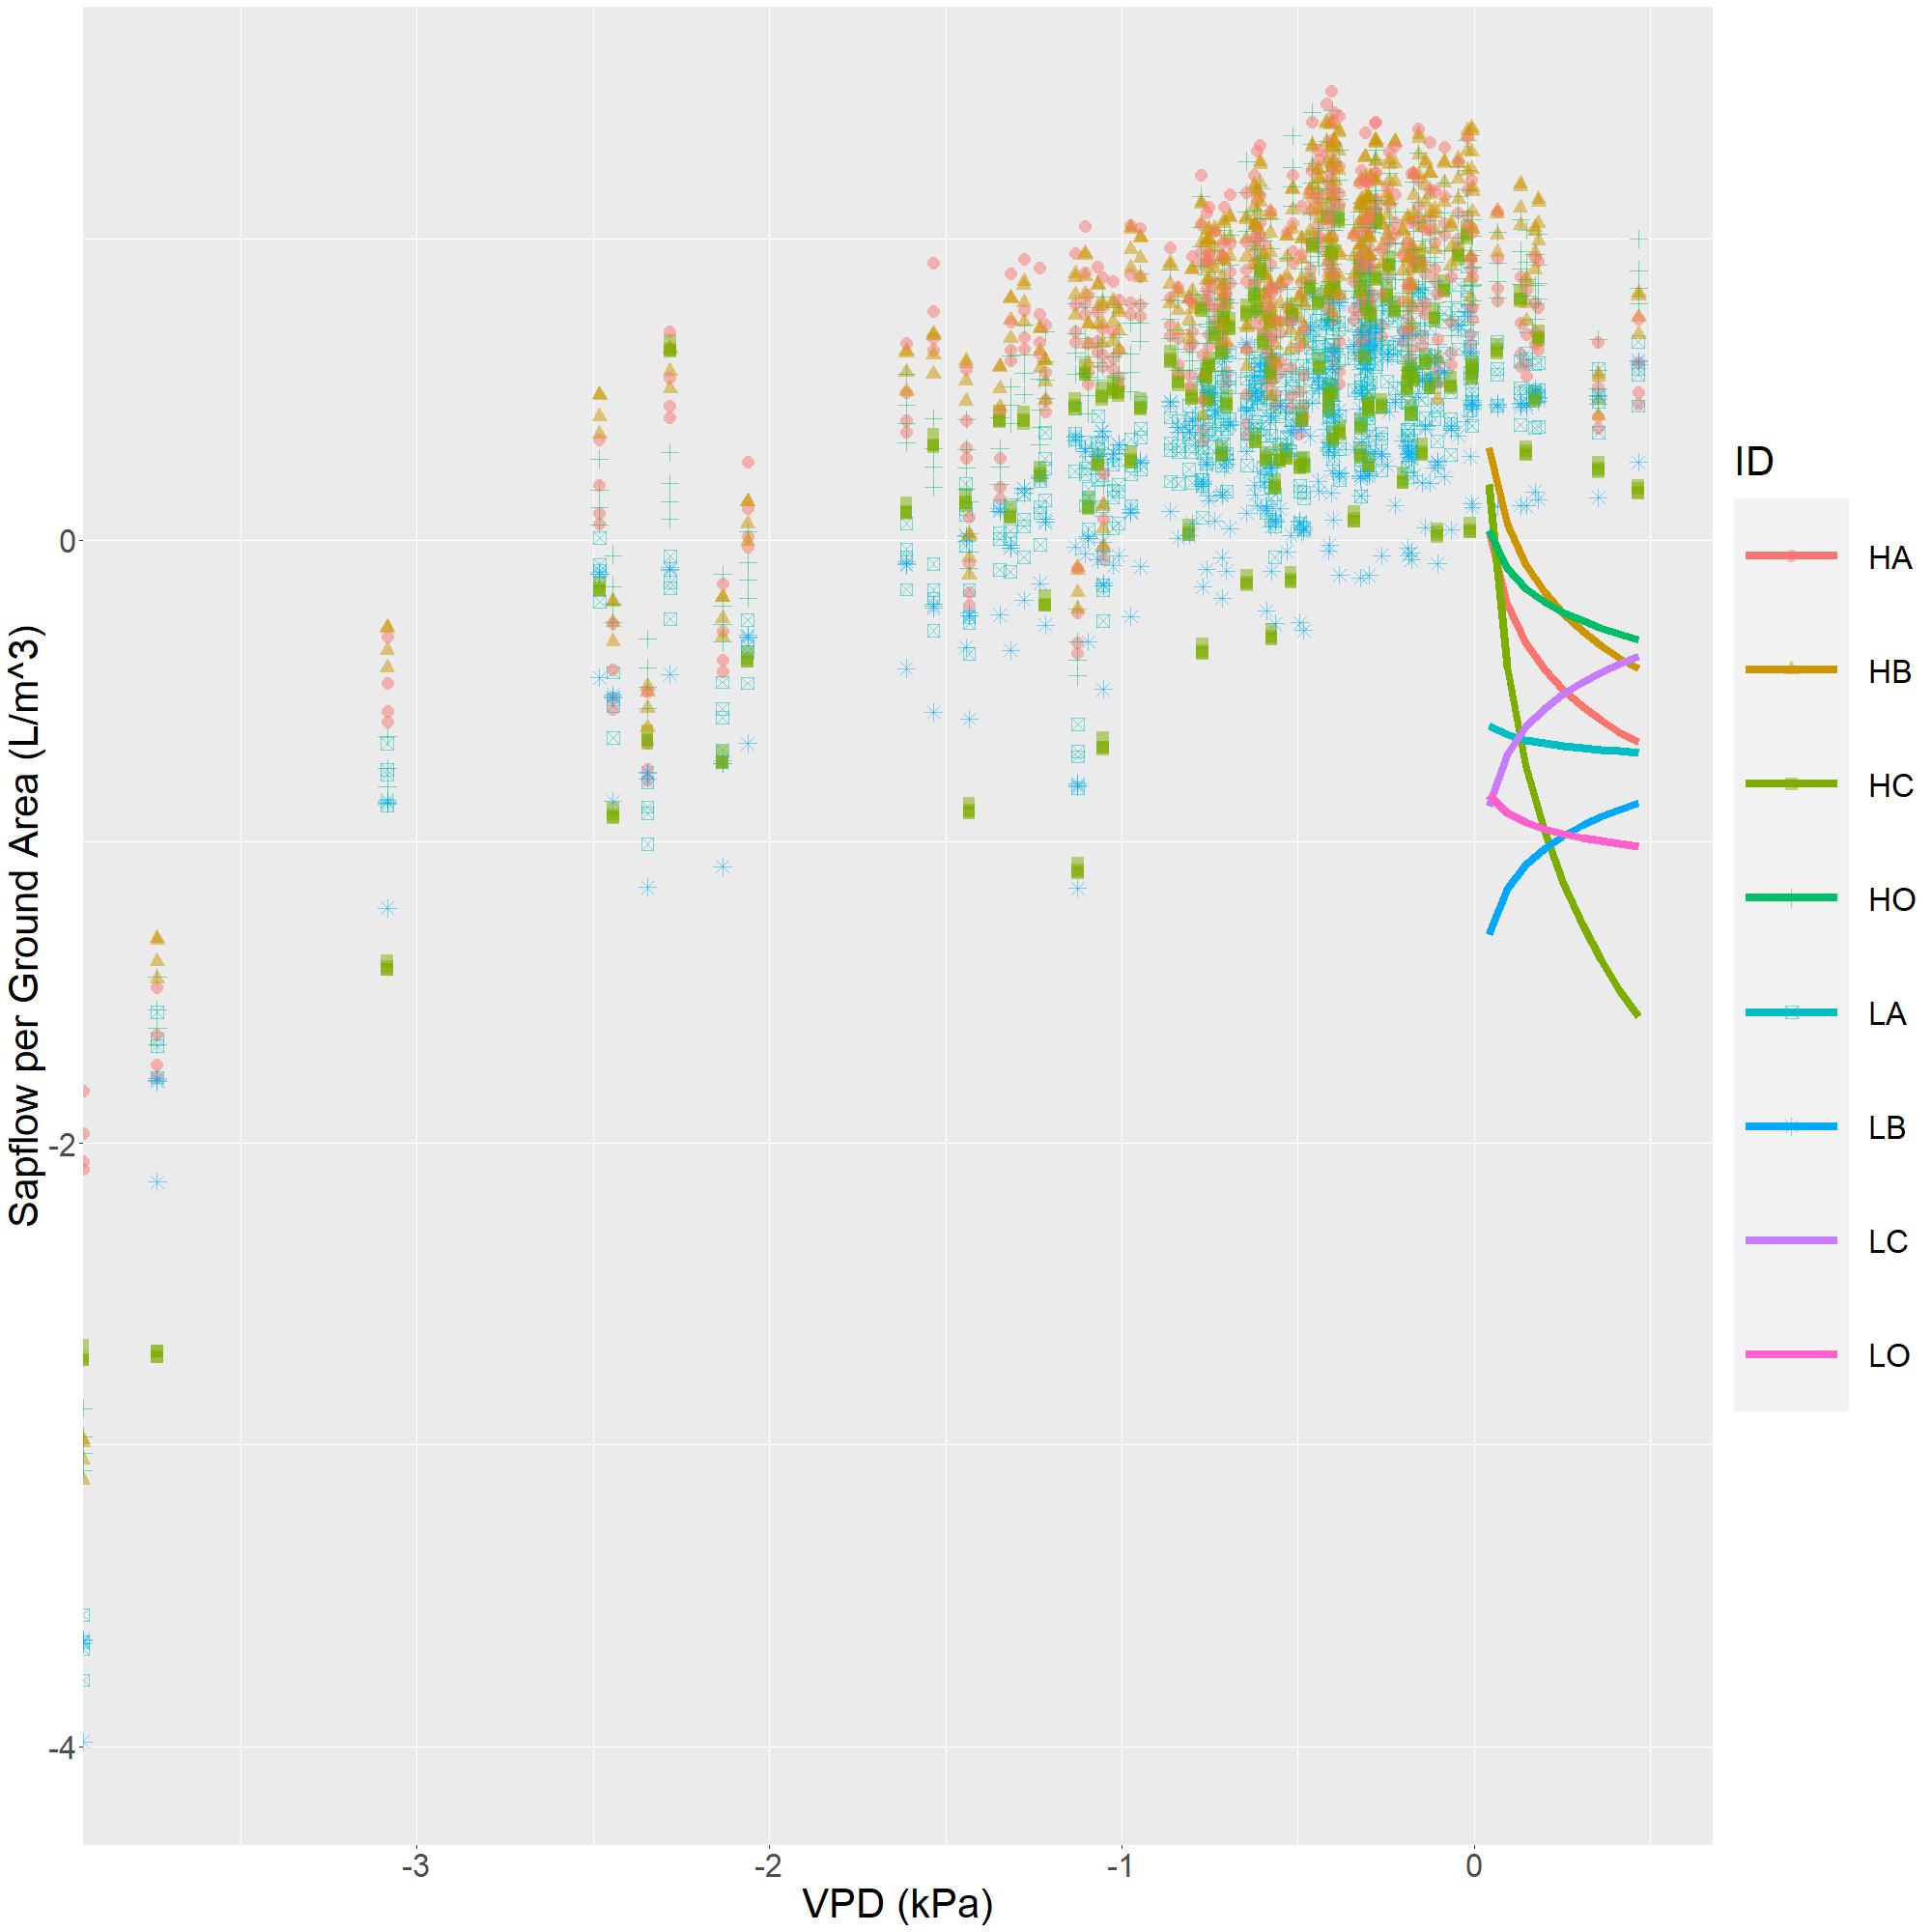 Sapflow per Ground Area (L/m^3)
0
-2
-4
-3
-2
-1
0
VPD (kPa)
ID
HA
HB
HC
HO
LA
LB
LC
LO